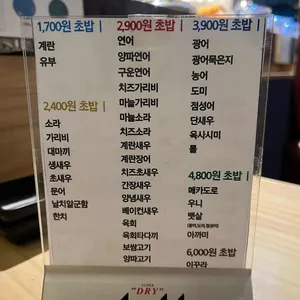 1,700원 초밥
계란
유부
2,400원 초밥
소라
가리비
대마끼
생새우
초새우
문어
날치알군함
한치
2,900원 초밥
연어
양파연어
구운연어
치즈가리비
마늘가리비
마늘소라
치즈소라
계란새우
계란장어
치즈초새우
간장새우
양념새우
베이컨새우
육회
육회타다끼
보쌈고기
양파고기
3,900원 초밥
광어
광어묵은지
농어
도미
점성어
단새우
육사시미
롤
4,800원 초밥
메카도로
우니
뱃살
아까미
6,000원 초밥
아꾸라
"DRY"